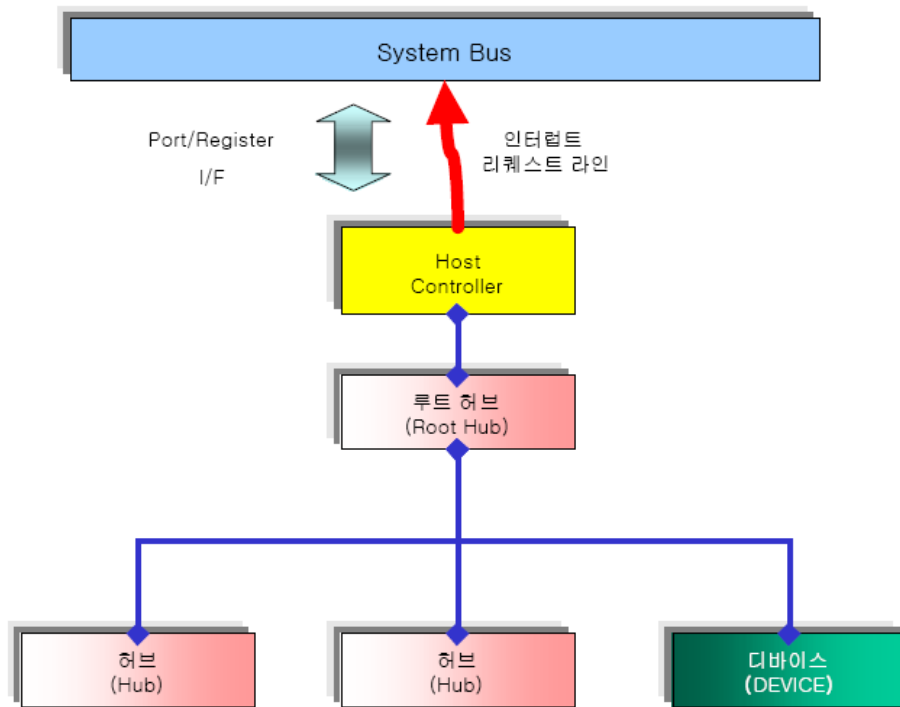 System Bus
Port/Register
I/F
인터럽트
리퀘스트 라인
Host
Controller
루트 허브
(Root Hub)
허브
(Hub)
허브
(Hub)
디바이스
(DEVICE)